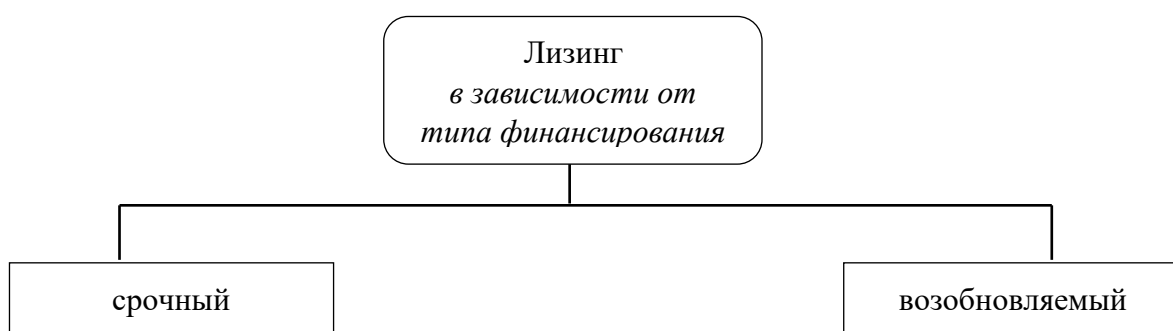 Лизинг
в зависимости от
типа финансирования
срочный
возобновляемый